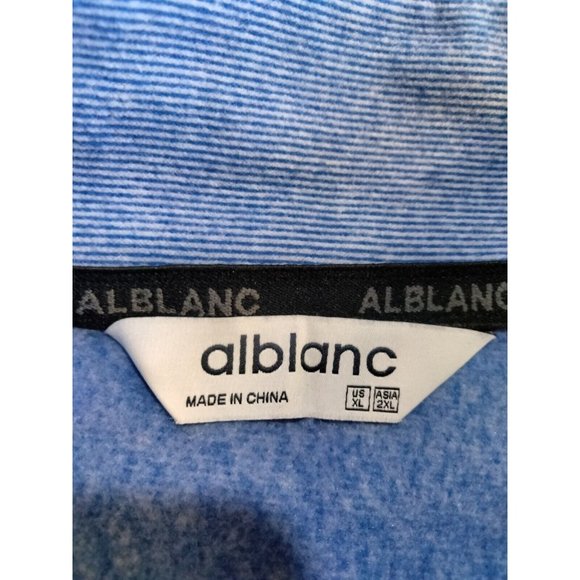 ALBLANC ALBLANC
alblanc
MADE IN CHINA US XL ASIA 2XL